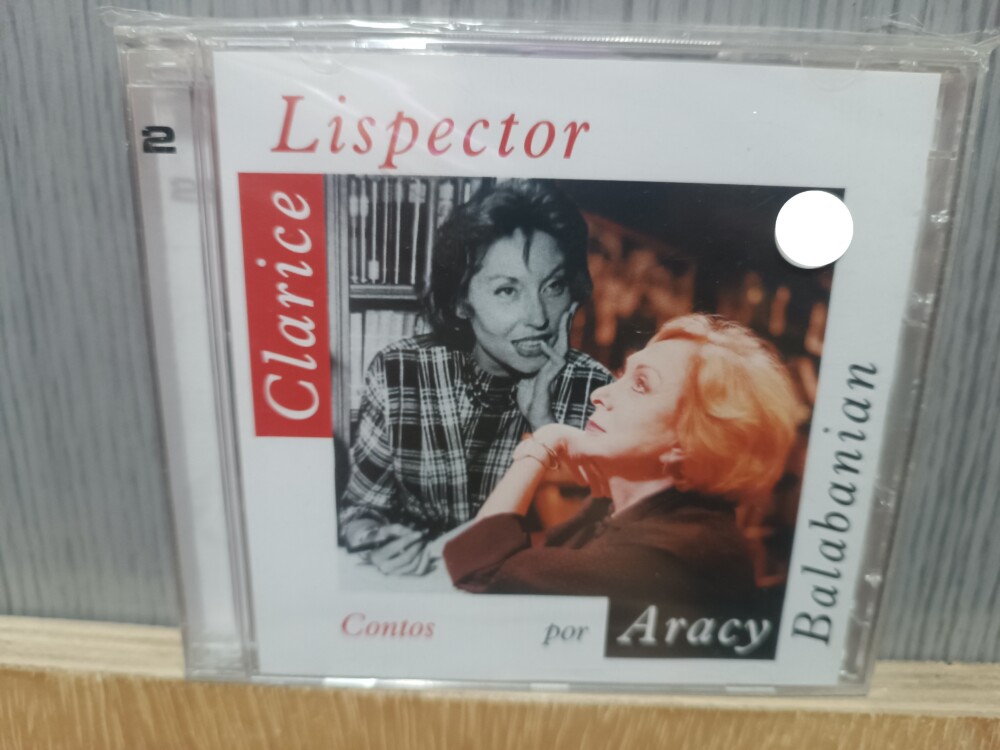 2
Clarice
Lispector
Contos por Aracy
Balabanian